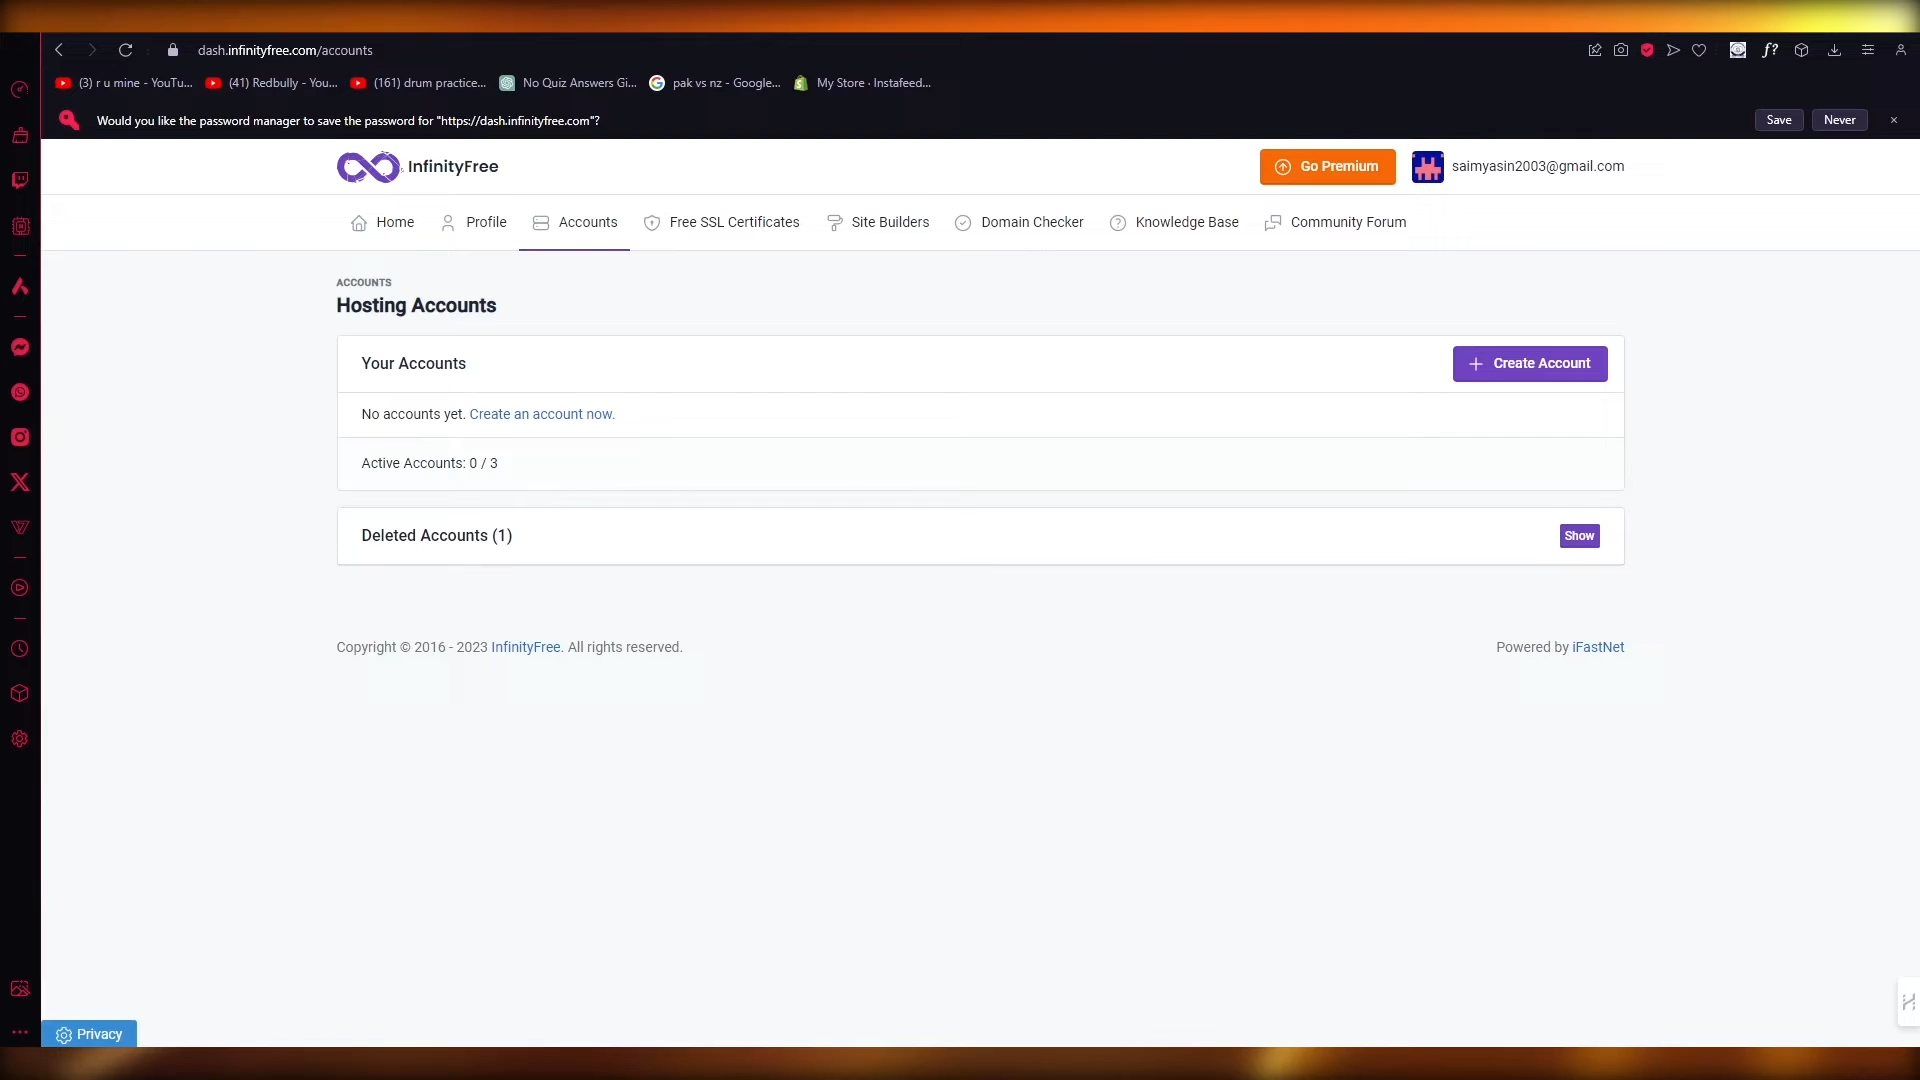 dash.infinityfree.com/accounts
(3) r u mine - YouTu... (41) Redbully - You... (161) drum practice... No Quiz Answers Gi... pak vs nz - Google... My Store · Instafeed...
Would you like the password manager to save the password for "https://dash.infinityfree.com"? Save Never
InfinityFree Go Premium saimyasin2003@gmail.com
Home Profile Accounts Free SSL Certificates Site Builders Domain Checker Knowledge Base Community Forum
ACCOUNTS
Hosting Accounts
Your Accounts Create Account
No accounts yet. Create an account now.
Active Accounts: 0 / 3
Deleted Accounts (1) Show
Copyright © 2016 - 2023 InfinityFree. All rights reserved. Powered by iFastNet
Privacy